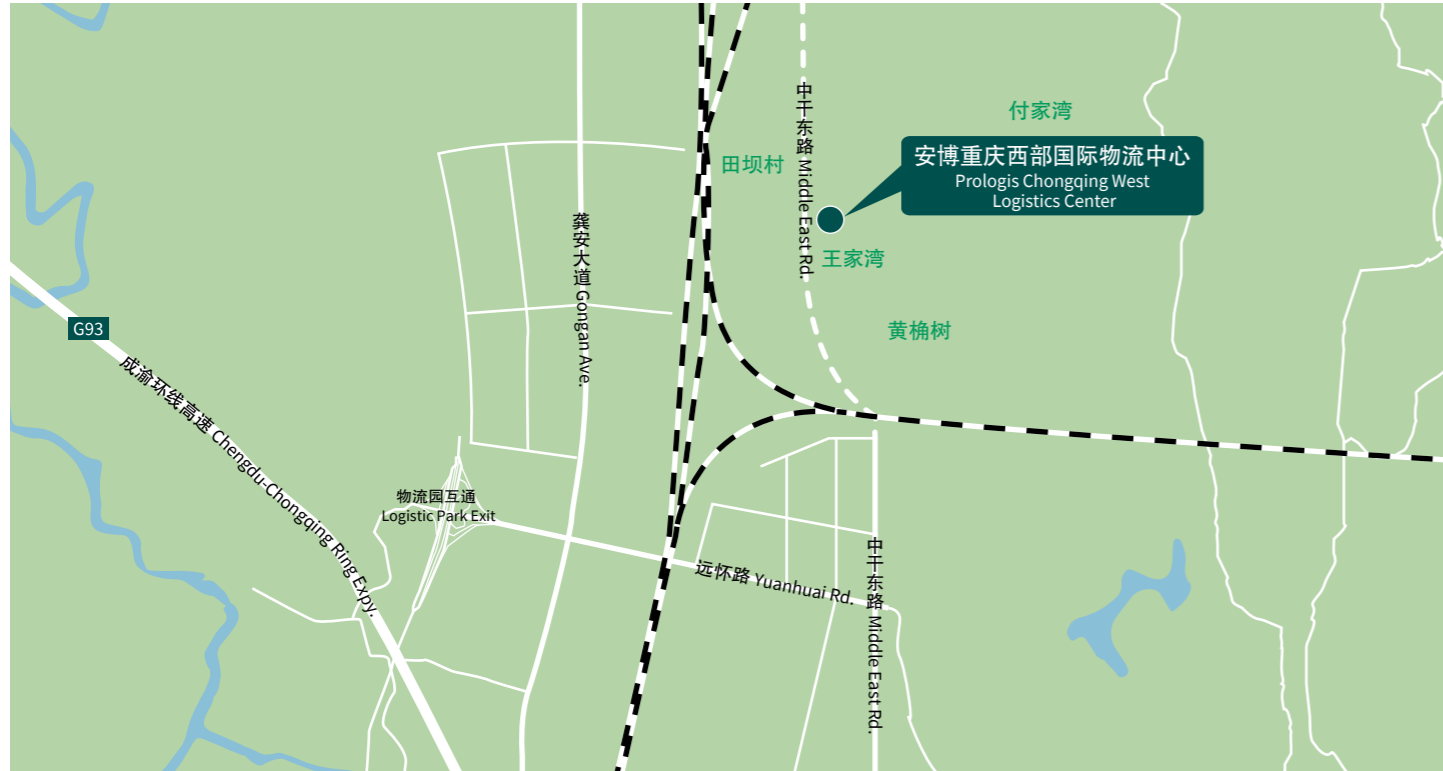 付家湾
中干东路 Middle East Rd.
安博重庆西部国际物流中心
Prologis Chongqing West
Logistics Center
田坝村
龚安大道 Gongan Ave.
王家湾
G93
黄桷树
成渝环线高速 Chengdu-Chongqing Ring Expy.
物流园互通
Logistic Park Exit
远怀路 Yuanhuai Rd.
中干东路 Middle East Rd.